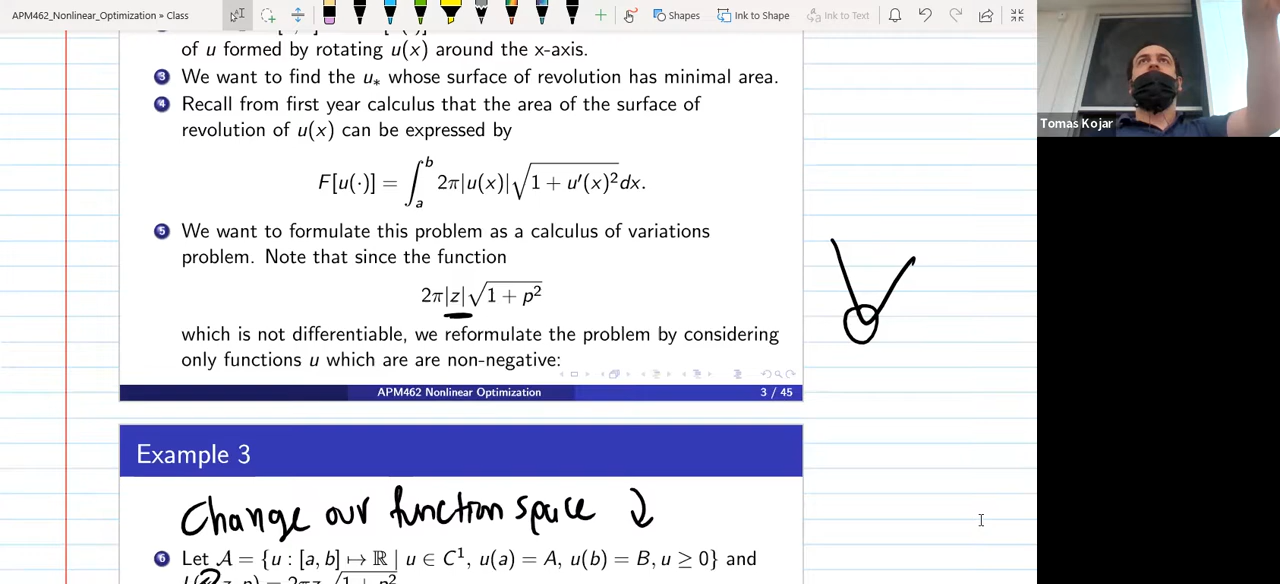 APM462_Nonlinear_Optimization » Class
Shapes
Ink to Shape
Ink to Text
Tomas Kojar
of u formed by rotating u(x) around the x-axis.
3 We want to find the u* whose surface of revolution has minimal area.
4 Recall from first year calculus that the area of the surface of
revolution of u(x) can be expressed by
F[u(·)] = ∫_a^b 2π|u(x)|√(1 + u′(x)²)dx.
5 We want to formulate this problem as a calculus of variations
problem. Note that since the function
2π|z|√(1 + p²)
which is not differentiable, we reformulate the problem by considering
only functions u which are are non-negative:
APM462 Nonlinear Optimization 3 / 45
Example 3
Change our function space
6 Let A = {u : [a, b] ↦ ℝ | u ∈ C¹, u(a) = A, u(b) = B, u ≥ 0} and